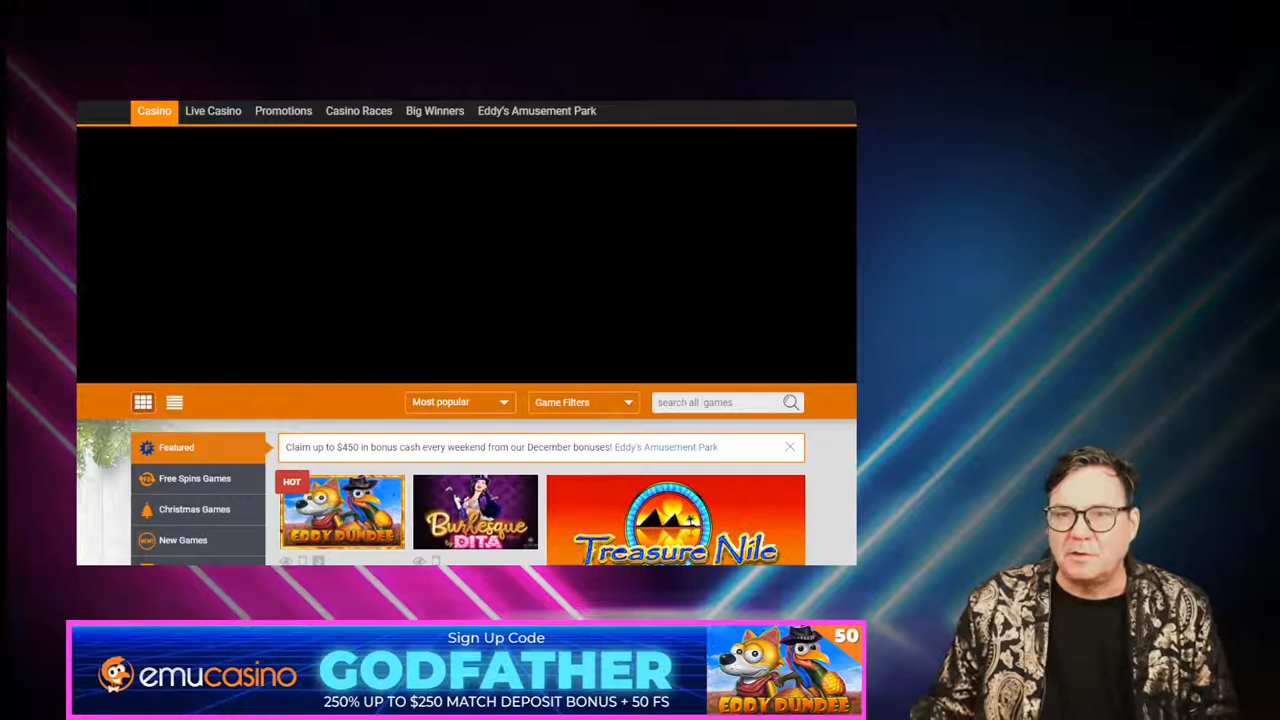 Casino Live Casino Promotions Casino Races Big Winners Eddy's Amusement Park
Most popular Game Filters search all games
Featured
Claim up to $450 in bonus cash every weekend from our December bonuses! Eddy's Amusement Park
Free Spins Games
Christmas Games
New Games
HOT
EDDY DUNDEE
Burlesque
by DITA
Treasure Nile
Sign Up Code
emucasino
GODFATHER
250% UP TO $250 MATCH DEPOSIT BONUS + 50 FS
50
EDDY DUNDEE